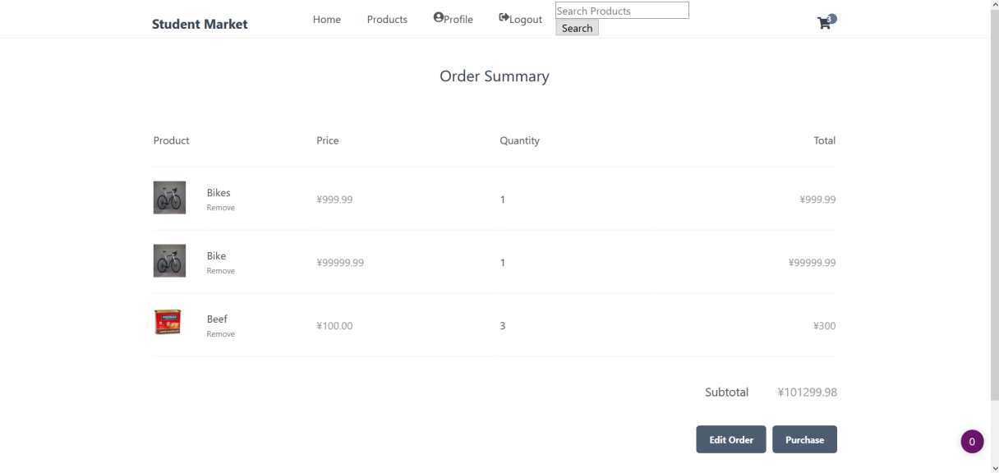 Student Market
Home
Products
Profile
Logout
Search Products
Search
3
Order Summary
Product Price Quantity Total
Bikes
Remove
¥999.99 1 ¥999.99
Bike
Remove
¥99999.99 1 ¥99999.99
Beef
Remove
¥100.00 3 ¥300
Subtotal ¥101299.98
Edit Order
Purchase
0